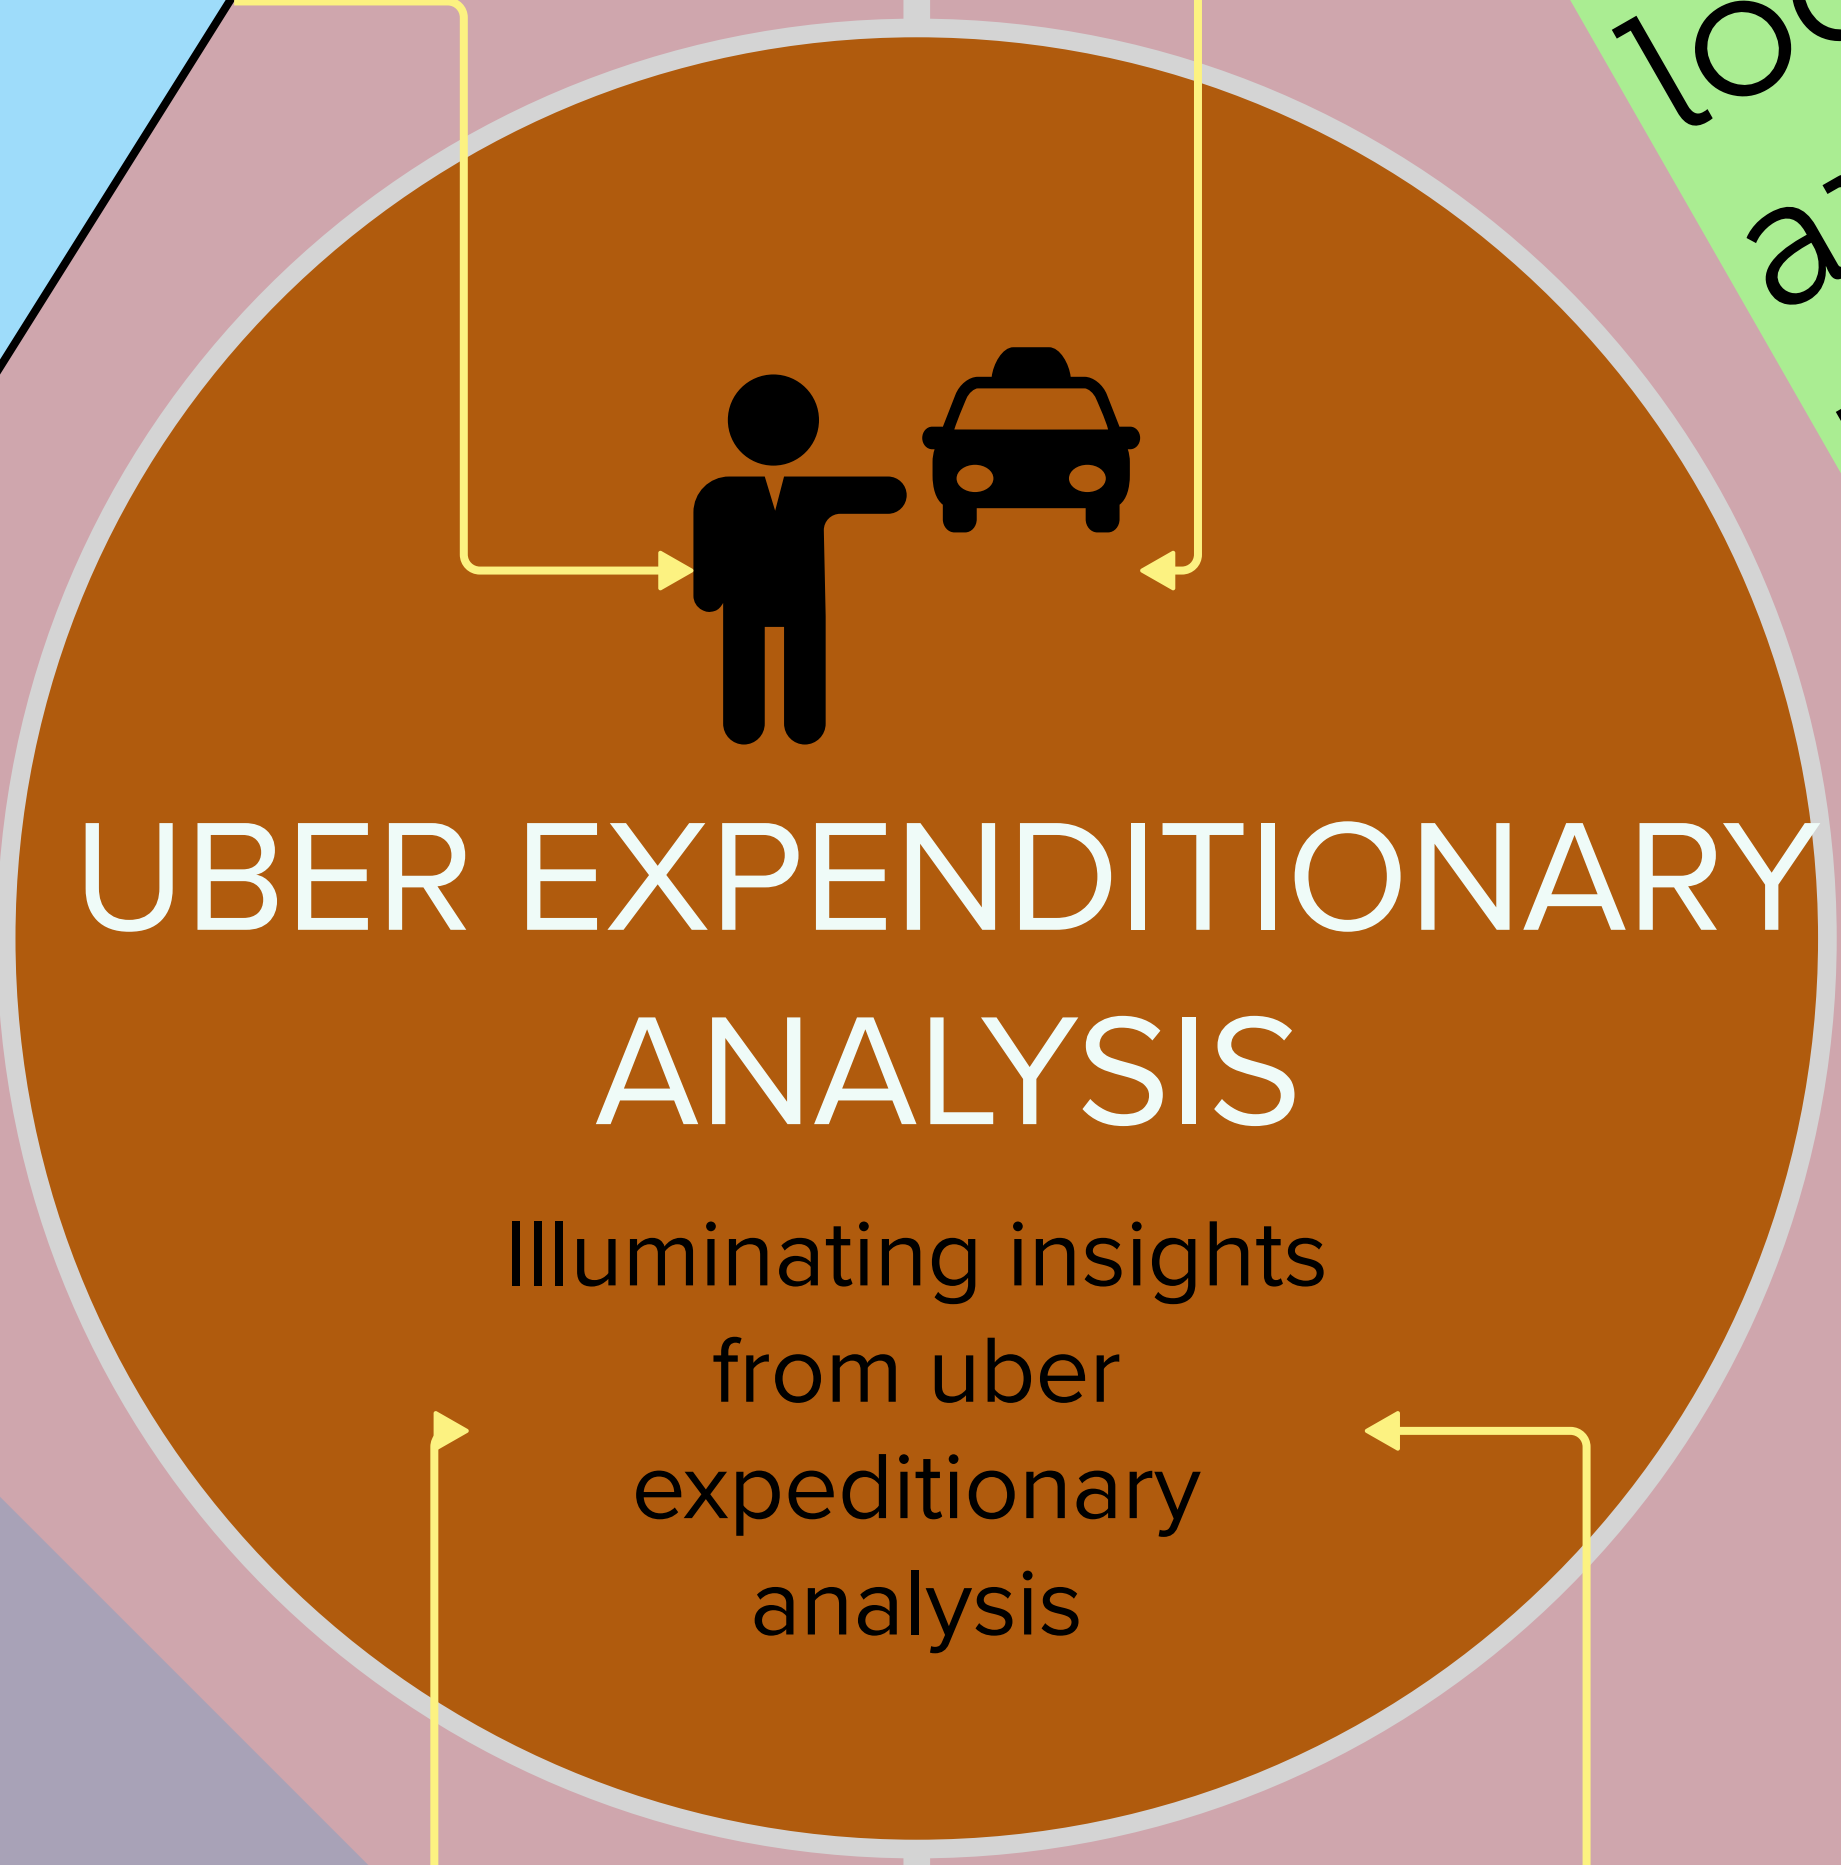 UBER EXPENDITIONARY
ANALYSIS
Illuminating insights
from uber
expeditionary
analysis